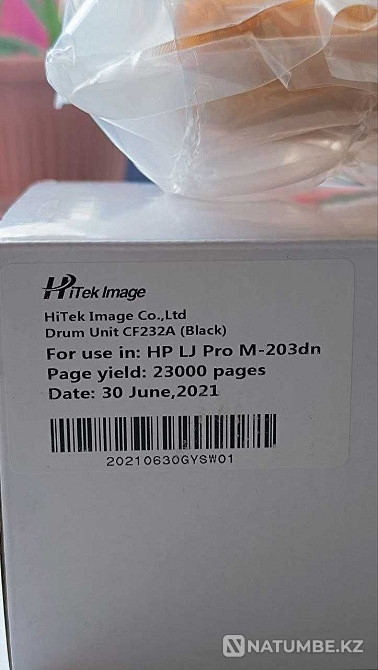 HiTek Image
HiTek Image Co.,Ltd
Drum Unit CF232A (Black)
For use in: HP LJ Pro M-203dn
Page yield: 23000 pages
Date: 30 June,2021
20210630GYSW01
NATUMBE.KZ